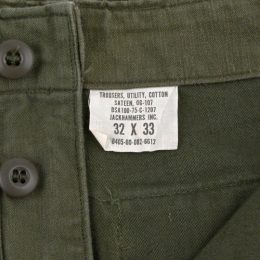 TROUSERS, UTILITY, COTTON
SATEEN, OG-107
DSA100-75-C-1207
JACKHAMMERS INC.
32 X 33
8405-00-082-6612